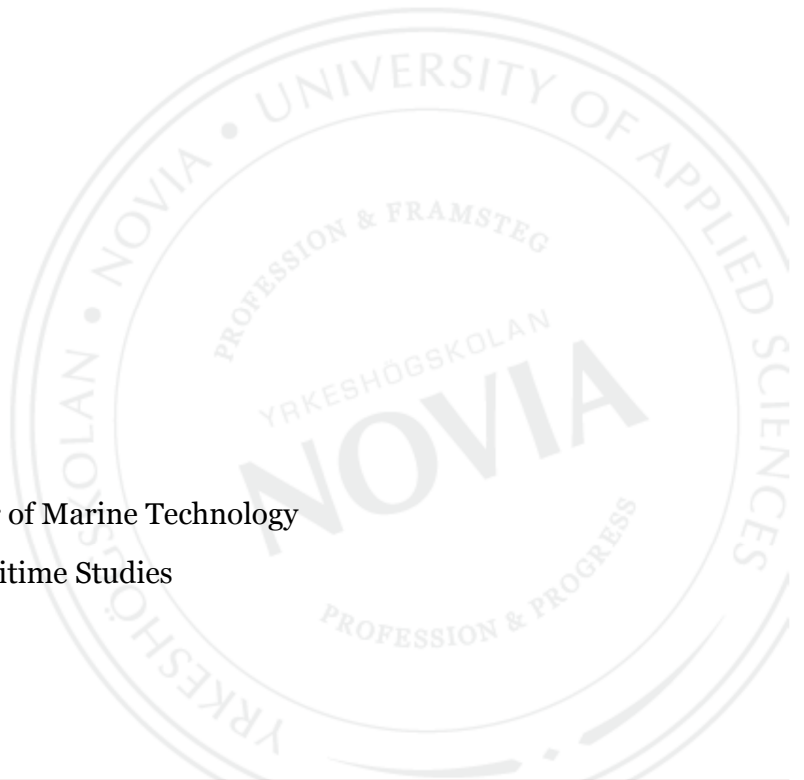 YRKESHÖGSKOLAN • NOVIA • UNIVERSITY OF APPLIED SCIENCES
PROFESSION & FRAMSTEG
YRKESHÖGSKOLAN
NOVIA
of Marine Technology
itime Studies
PROFESSION & PROGRESS